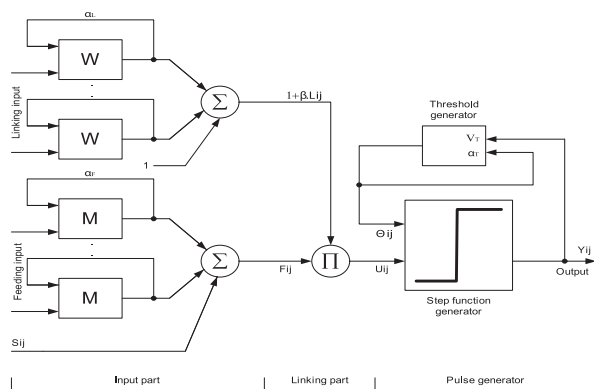 αL
W
Linking input
W
Σ
1+β.Lij
1
αF
M
Feeding input
M
Σ
Sij
Fij
Π
Uij
Threshold
generator
VT
αT
Θij
Step function
generator
Yij
Output
Input part
Linking part
Pulse generator